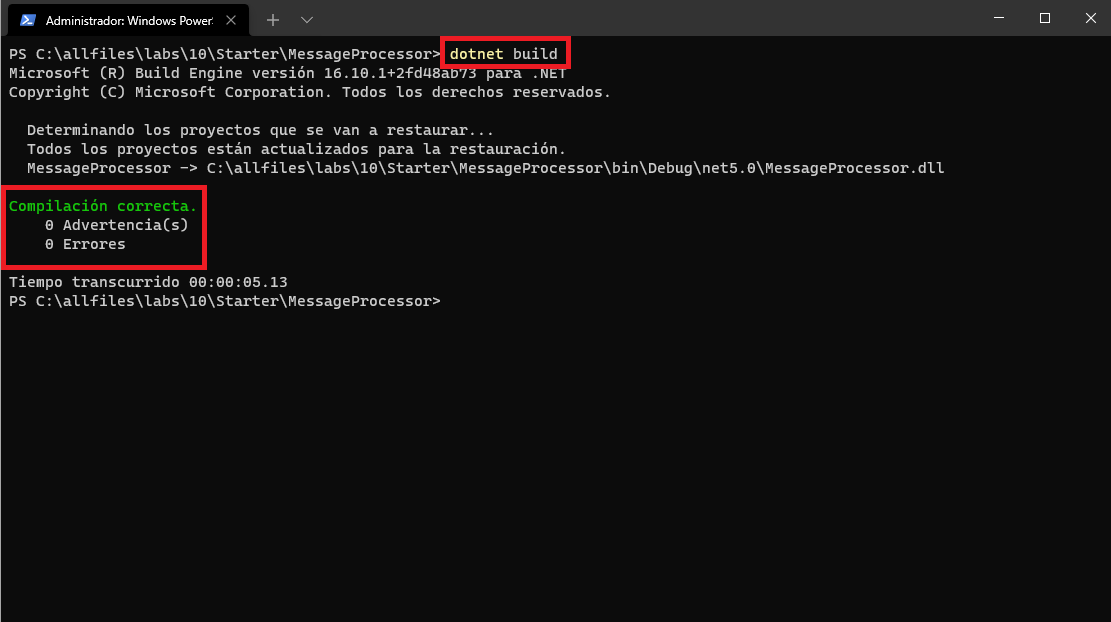 Administrador: Windows Power
PS C:\allfiles\labs\10\Starter\MessageProcessor> dotnet build
Microsoft (R) Build Engine versión 16.10.1+2fd48ab73 para .NET
Copyright (C) Microsoft Corporation. Todos los derechos reservados.
Determinando los proyectos que se van a restaurar...
Todos los proyectos están actualizados para la restauración.
MessageProcessor -> C:\allfiles\labs\10\Starter\MessageProcessor\bin\Debug\net5.0\MessageProcessor.dll
Compilación correcta.
0 Advertencia(s)
0 Errores
Tiempo transcurrido 00:00:05.13
PS C:\allfiles\labs\10\Starter\MessageProcessor>